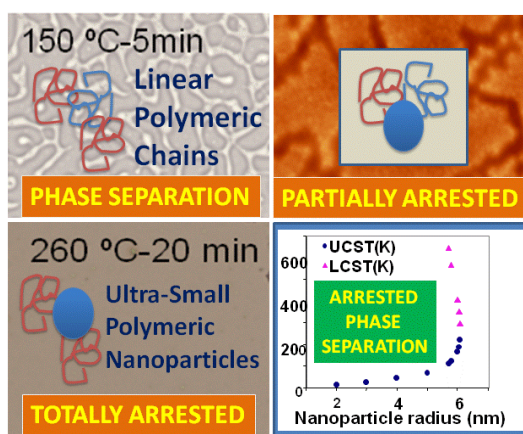 150 ºC-5min
Linear
Polymeric
Chains
PHASE SEPARATION
PARTIALLY ARRESTED
260 ºC-20 min
Ultra-Small
Polymeric
Nanoparticles
TOTALLY ARRESTED
UCST(K)
LCST(K)
600
400
200
0
ARRESTED
PHASE
SEPARATION
2 4 6
Nanoparticle radius (nm)